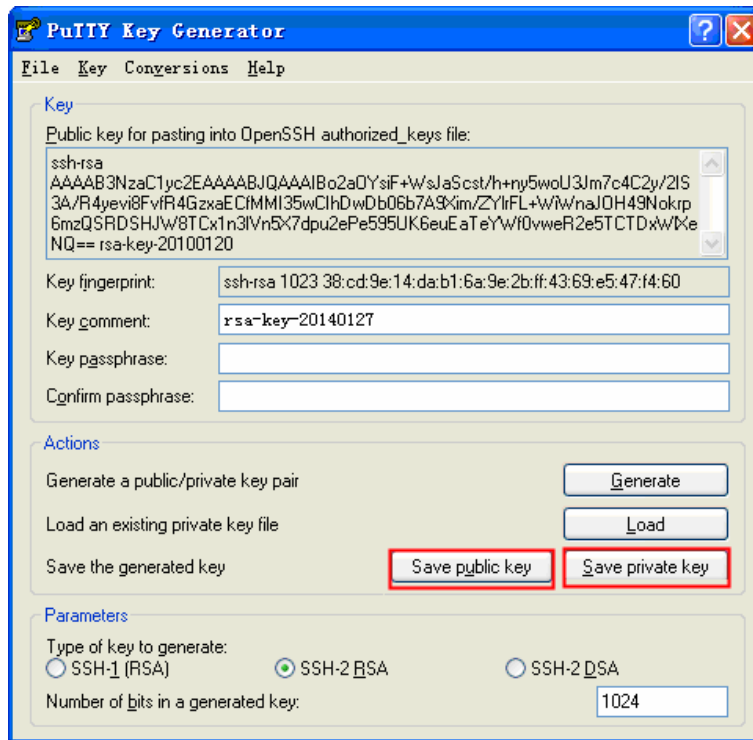 PuTTY Key Generator
File Key Conversions Help
Key
Public key for pasting into OpenSSH authorized_keys file:
ssh-rsa
AAAAB3NzaC1yc2EAAAABJQAAAIBo2aOYsiF+WsJaScst/h+ny5woU3Jm7c4C2y/2IS
3A/R4yevi8FvfR4GzxaECfMMI35wClhDwDb06b7A9Xim/ZYIrFL+WiWnaJOH49Nokrp
6mzQSRDSHJW8TCx1n3IVn5X7dpu2ePe595UK6euEaTeYWf0vweR2e5TCTDxWlXe
NQ== rsa-key-20100120
Key fingerprint: ssh-rsa 1023 38:cd:9e:14:da:b1:6a:9e:2b:ff:43:69:e5:47:f4:60
Key comment: rsa-key-20140127
Key passphrase:
Confirm passphrase:
Actions
Generate a public/private key pair Generate
Load an existing private key file Load
Save the generated key Save public key Save private key
Parameters
Type of key to generate:
SSH-1 (RSA) SSH-2 RSA SSH-2 DSA
Number of bits in a generated key: 1024